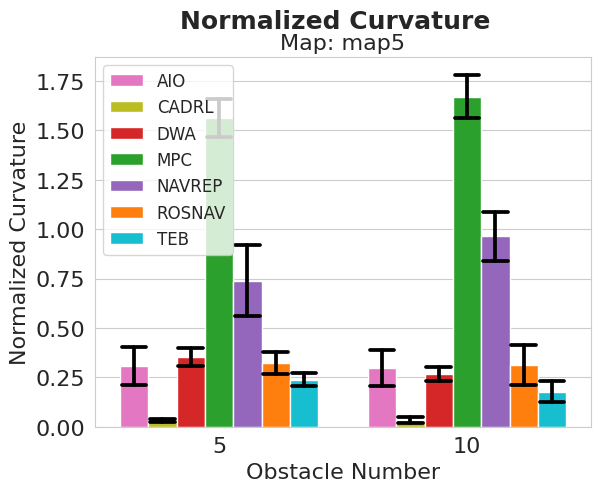 Normalized Curvature
Map: map5
Normalized Curvature
1.75
1.50
1.25
1.00
0.75
0.50
0.25
0.00
AIO
CADRL
DWA
MPC
NAVREP
ROSNAV
TEB
5
10
Obstacle Number